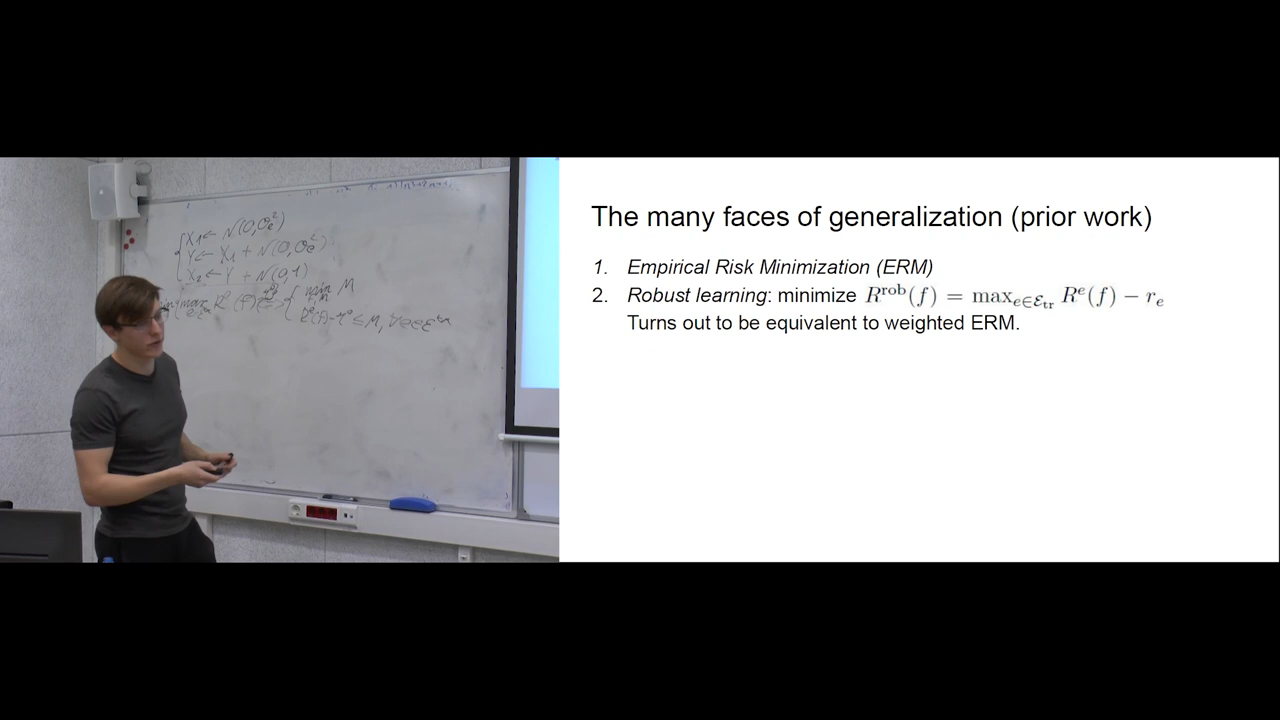 X₁ ← N(0, σₑ²)
Y ← X₁ + N(0, σₑ²)
X₂ ← Y + N(0,1)
max
min M
≤ M, ∀e∈
The many faces of generalization (prior work)
1. Empirical Risk Minimization (ERM)
2. Robust learning: minimize R^rob(f) = max_{e∈ℰ_tr} R^e(f) − r_e
Turns out to be equivalent to weighted ERM.